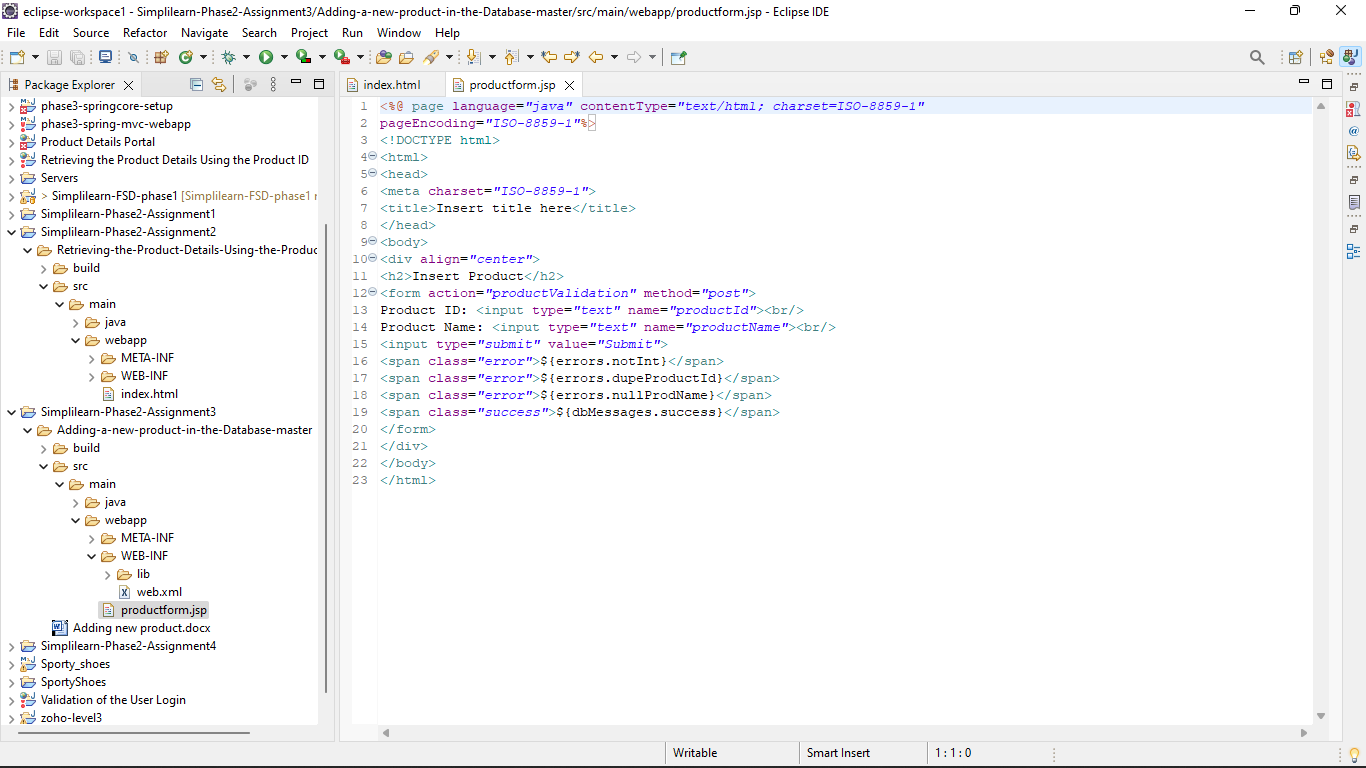 eclipse-workspace1 - Simplilearn-Phase2-Assignment3/Adding-a-new-product-in-the-Database-master/src/main/webapp/productform.jsp - Eclipse IDE
File Edit Source Refactor Navigate Search Project Run Window Help
Package Explorer
phase3-springcore-setup
phase3-spring-mvc-webapp
Product Details Portal
Retrieving the Product Details Using the Product ID
Servers
> Simplilearn-FSD-phase1 [Simplilearn-FSD-phase1 r
Simplilearn-Phase2-Assignment1
Simplilearn-Phase2-Assignment2
Retrieving-the-Product-Details-Using-the-Produc
build
src
main
java
webapp
META-INF
WEB-INF
index.html
Simplilearn-Phase2-Assignment3
Adding-a-new-product-in-the-Database-master
build
src
main
java
webapp
META-INF
WEB-INF
lib
web.xml
productform.jsp
Adding new product.docx
Simplilearn-Phase2-Assignment4
Sporty_shoes
SportyShoes
Validation of the User Login
zoho-level3
index.html productform.jsp
1 <%@ page language="java" contentType="text/html; charset=ISO-8859-1"
2 pageEncoding="ISO-8859-1"%>
3 <!DOCTYPE html>
4 <html>
5 <head>
6 <meta charset="ISO-8859-1">
7 <title>Insert title here</title>
8 </head>
9 <body>
10 <div align="center">
11 <h2>Insert Product</h2>
12 <form action="productValidation" method="post">
13 Product ID: <input type="text" name="productId"><br/>
14 Product Name: <input type="text" name="productName"><br/>
15 <input type="submit" value="Submit">
16 <span class="error">${errors.notInt}</span>
17 <span class="error">${errors.dupeProductId}</span>
18 <span class="error">${errors.nullProdName}</span>
19 <span class="success">${dbMessages.success}</span>
20 </form>
21 </div>
22 </body>
23 </html>
Writable Smart Insert 1 : 1 : 0